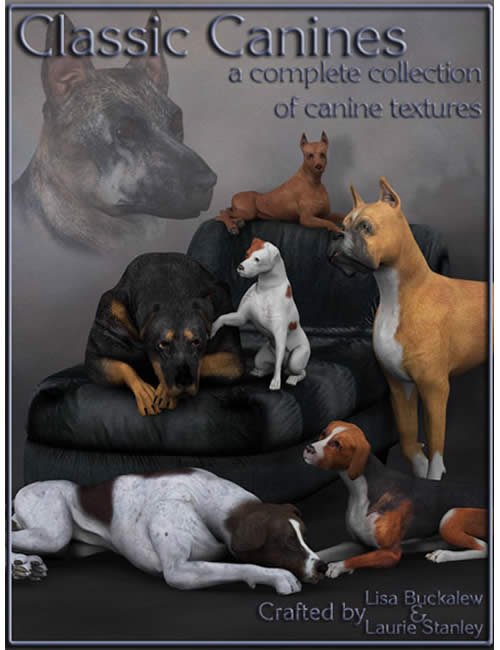 Classic Canines
a complete collection
of canine textures
Crafted by Lisa Buckalew
&
Laurie Stanley